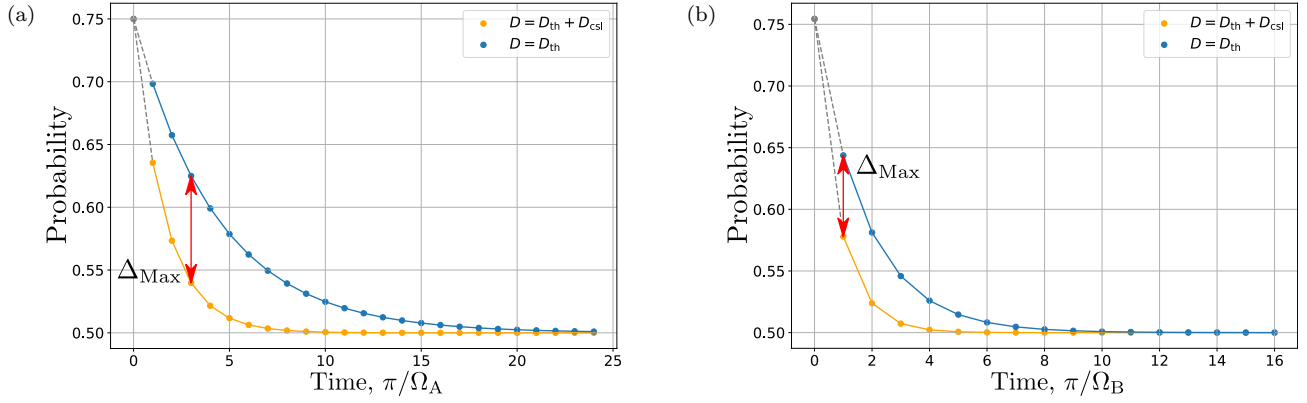 (a)
0.75
0.70
0.65
0.60
0.55
0.50
Probability
D = D_th + D_csl
D = D_th
Δ_Max
0 5 10 15 20 25
Time, π/Ω_A
(b)
0.75
0.70
0.65
0.60
0.55
0.50
Probability
D = D_th + D_csl
D = D_th
Δ_Max
0 2 4 6 8 10 12 14 16
Time, π/Ω_B